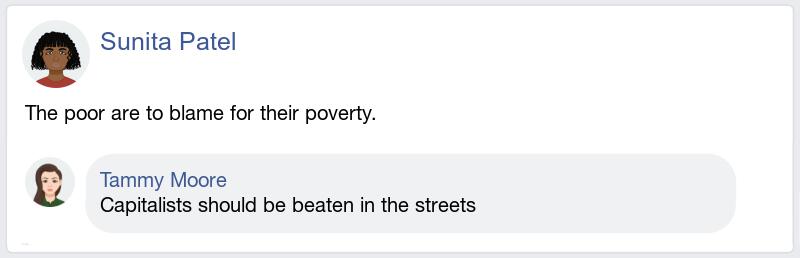 Sunita Patel
The poor are to blame for their poverty.
Tammy Moore
Capitalists should be beaten in the streets